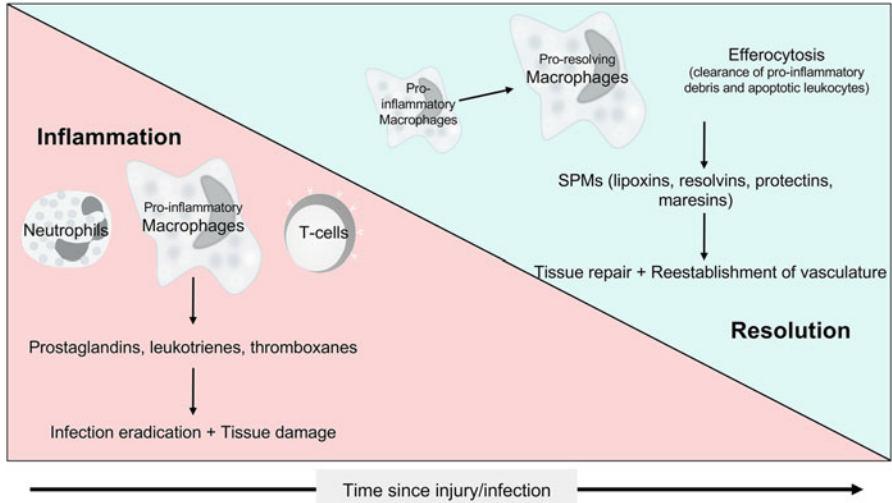 Inflammation
Neutrophils
Pro-inflammatory
Macrophages
T-cells
Prostaglandins, leukotrienes, thromboxanes
Infection eradication + Tissue damage
Pro-
inflammatory
Macrophages
Pro-resolving
Macrophages
Efferocytosis
(clearance of pro-inflammatory
debris and apoptotic leukocytes)
SPMs (lipoxins, resolvins, protectins,
maresins)
Tissue repair + Reestablishment of vasculature
Resolution
Time since injury/infection